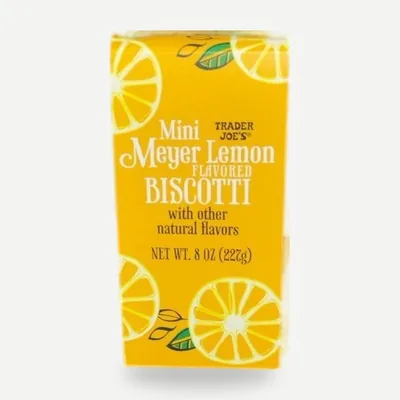 Mini TRADER JOE'S®
Meyer Lemon
FLAVORED
BISCOTTI
with other
natural flavors
NET WT. 8 OZ (227g)